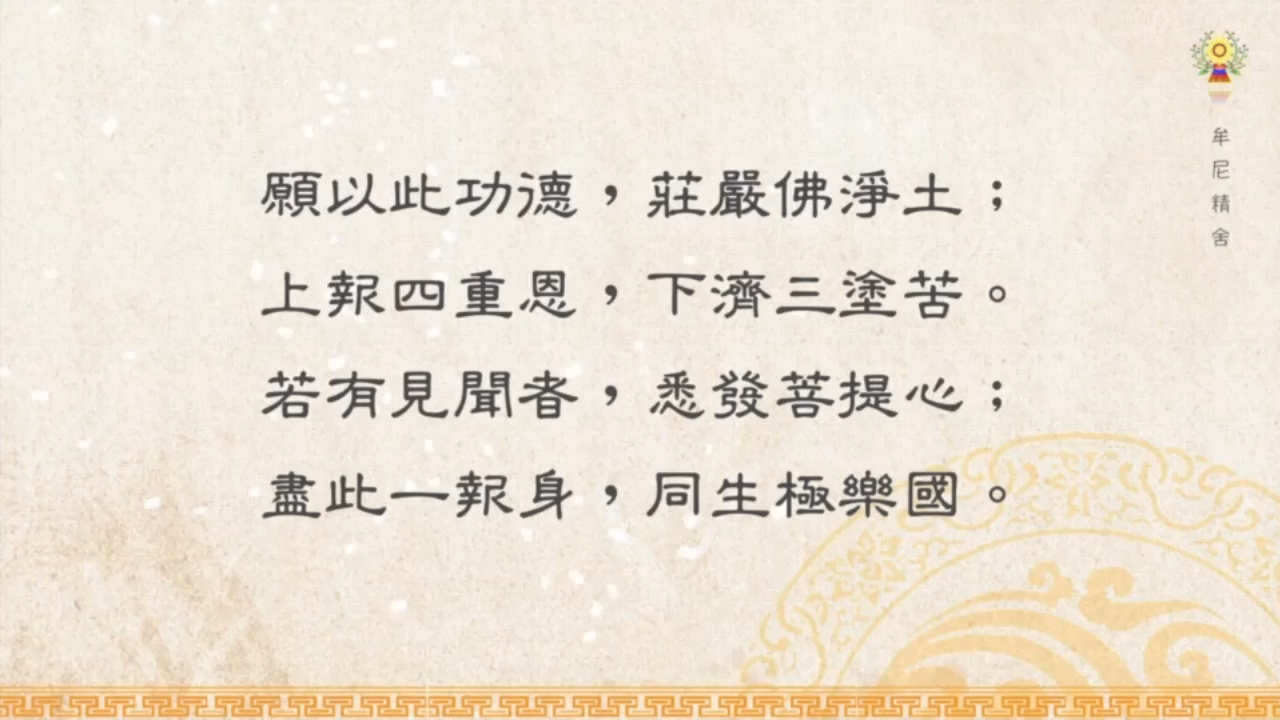 願以此功德，莊嚴佛淨土；
上報四重恩，下濟三塗苦。
若有見聞者，悉發菩提心；
盡此一報身，同生極樂國。
牟尼精舍